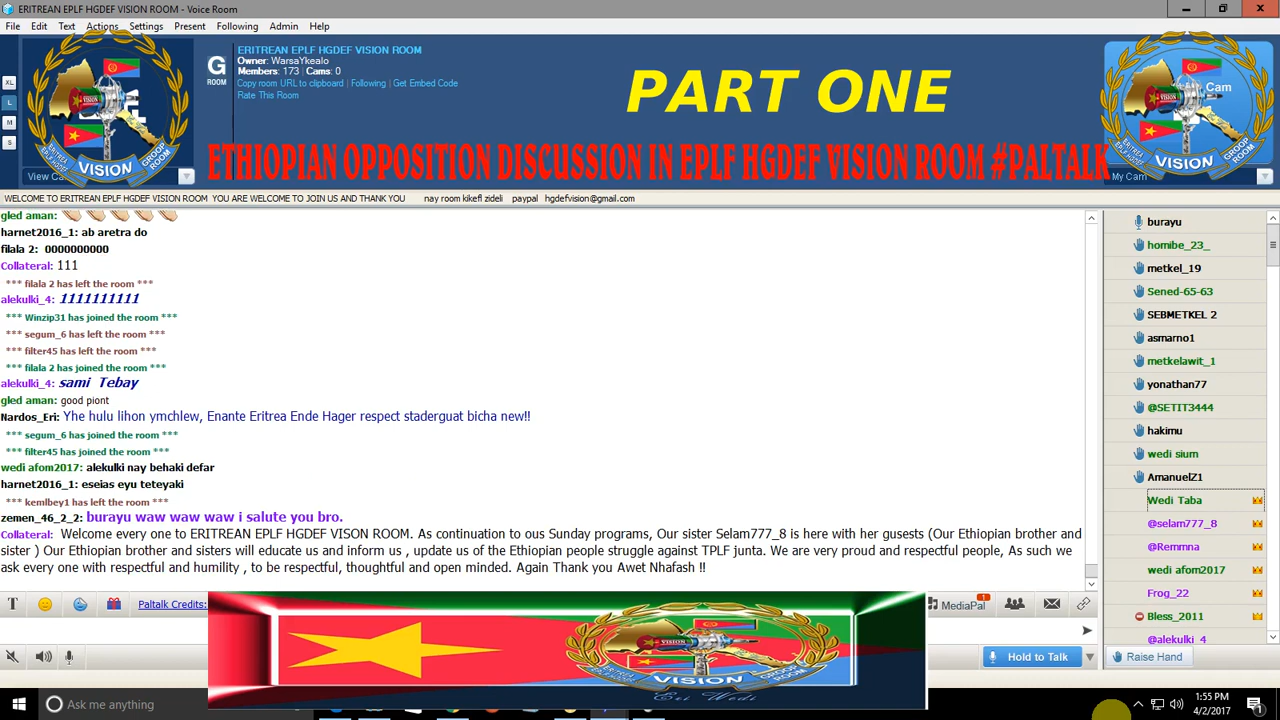 ERITREAN EPLF HGDEF VISION ROOM - Voice Room
File Edit Text Actions Settings Present Following Admin Help
XL
L
M
S
G
ROOM
ERITREAN EPLF HGDEF VISION ROOM
Owner: WarsaYkealo
Members: 173 | Cams: 0
Copy room URL to clipboard | Following | Get Embed Code
Rate This Room
PART ONE
ETHIOPIAN OPPOSITION DISCUSSION IN EPLF HGDEF VISION ROOM #PALTALK
VISION
VISION
View C
My Cam
WELCOME TO ERITREAN EPLF HGDEF VISION ROOM YOU ARE WELCOME TO JOIN US AND THANK YOU nay room kikefl zideli paypal hgdefvision@gmail.com
gled aman:
harnet2016_1: ab aretra do
filala 2: 0000000000
Collateral: 111
*** filala 2 has left the room ***
alekulki_4: 1111111111
*** Winzip31 has joined the room ***
*** segum_6 has left the room ***
*** filter45 has left the room ***
*** filala 2 has joined the room ***
alekulki_4: sami Tebay
gled aman: good piont
Nardos_Eri: Yhe hulu lihon ymchlew, Enante Eritrea Ende Hager respect staderguat bicha new!!
*** segum_6 has joined the room ***
*** filter45 has joined the room ***
wedi afom2017: alekulki nay behaki defar
harnet2016_1: eseias eyu teteyaki
*** kemlbey1 has left the room ***
zemen_46_2_2: burayu waw waw waw i salute you bro.
Collateral: Welcome every one to ERITREAN EPLF HGDEF VISON ROOM. As continuation to ous Sunday programs, Our sister Selam777_8 is here with her gusests (Our Ethiopian brother and
sister ) Our Ethiopian brother and sisters will educate us and inform us , update us of the Ethiopian people struggle against TPLF junta. We are very proud and respectful people, As such we
ask every one with respectful and humility , to be respectful, thoughtful and open minded. Again Thank you Awet Nhafash !!
burayu
homibe_23_
metkel_19
Sened-65-63
SEBMETKEL 2
asmarno1
metkelawit_1
yonathan77
@SETIT3444
hakimu
wedi sium
AmanuelZ1
Wedi Taba
@selam777_8
@Remmna
wedi afom2017
Frog_22
Bless_2011
@alekulki_4
Paltalk Credits:
MediaPal
1
Hold to Talk
Raise Hand
VISION
Eri Wedi
Ask me anything
1:55 PM
4/2/2017